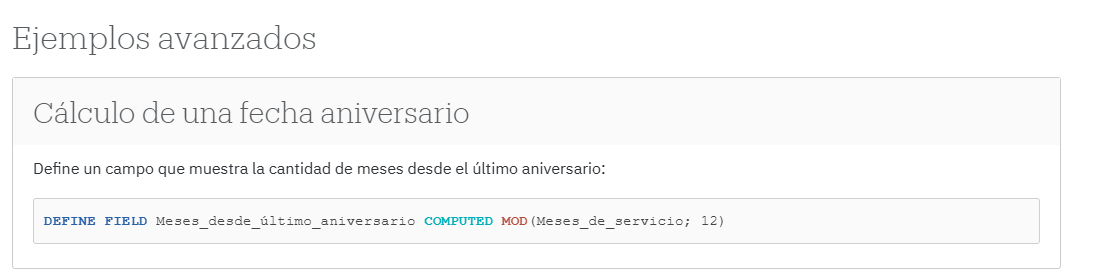 Ejemplos avanzados
Cálculo de una fecha aniversario
Define un campo que muestra la cantidad de meses desde el último aniversario:
DEFINE FIELD Meses_desde_último_aniversario COMPUTED MOD(Meses_de_servicio; 12)